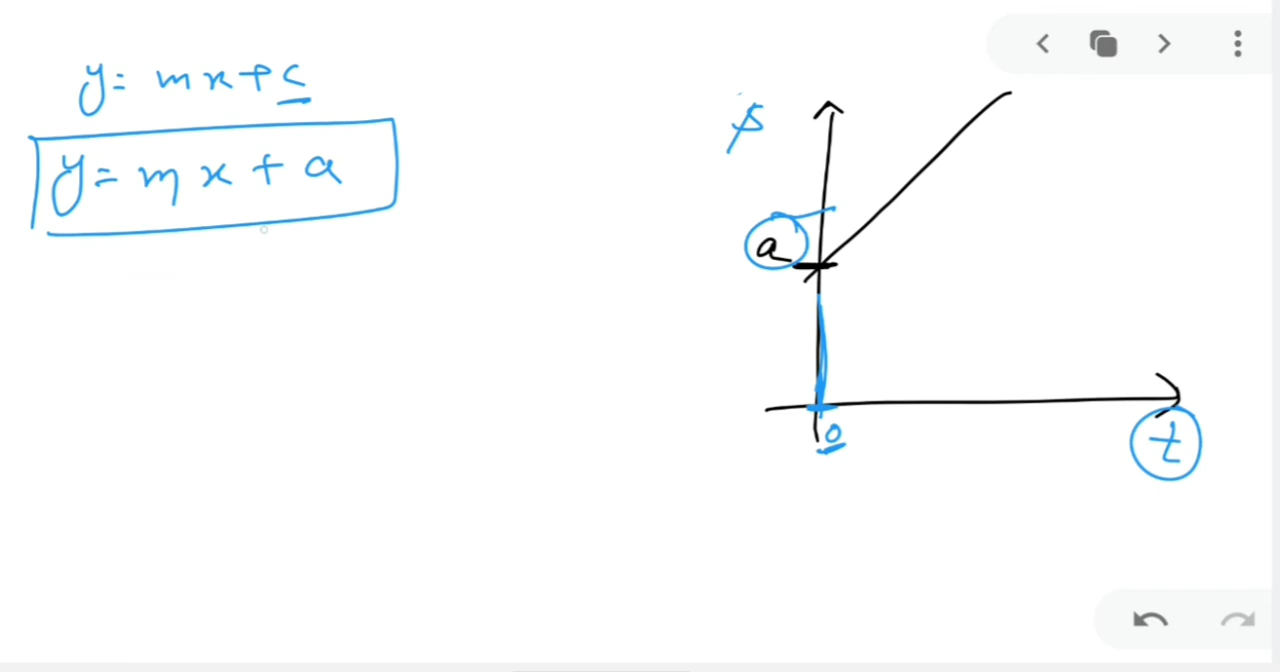 y = mx + c
y = mx + a
a
0
t